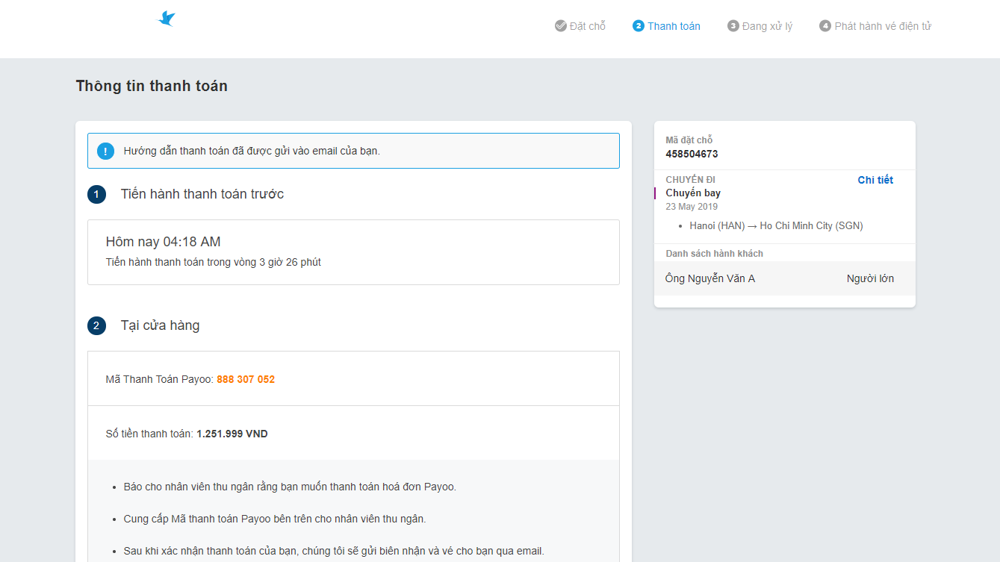 Đặt chỗ
2 Thanh toán
3 Đang xử lý
4 Phát hành vé điện tử
Thông tin thanh toán
! Hướng dẫn thanh toán đã được gửi vào email của bạn.
1 Tiến hành thanh toán trước
Hôm nay 04:18 AM
Tiến hành thanh toán trong vòng 3 giờ 26 phút
2 Tại cửa hàng
Mã Thanh Toán Payoo: 888 307 052
Số tiền thanh toán: 1.251.999 VND
• Báo cho nhân viên thu ngân rằng bạn muốn thanh toán hoá đơn Payoo.
• Cung cấp Mã thanh toán Payoo bên trên cho nhân viên thu ngân.
• Sau khi xác nhận thanh toán của bạn, chúng tôi sẽ gửi biên nhận và vé cho bạn qua email.
Mã đặt chỗ
458504673
CHUYẾN ĐI Chi tiết
Chuyến bay
23 May 2019
• Hanoi (HAN) → Ho Chi Minh City (SGN)
Danh sách hành khách
Ông Nguyễn Văn A Người lớn